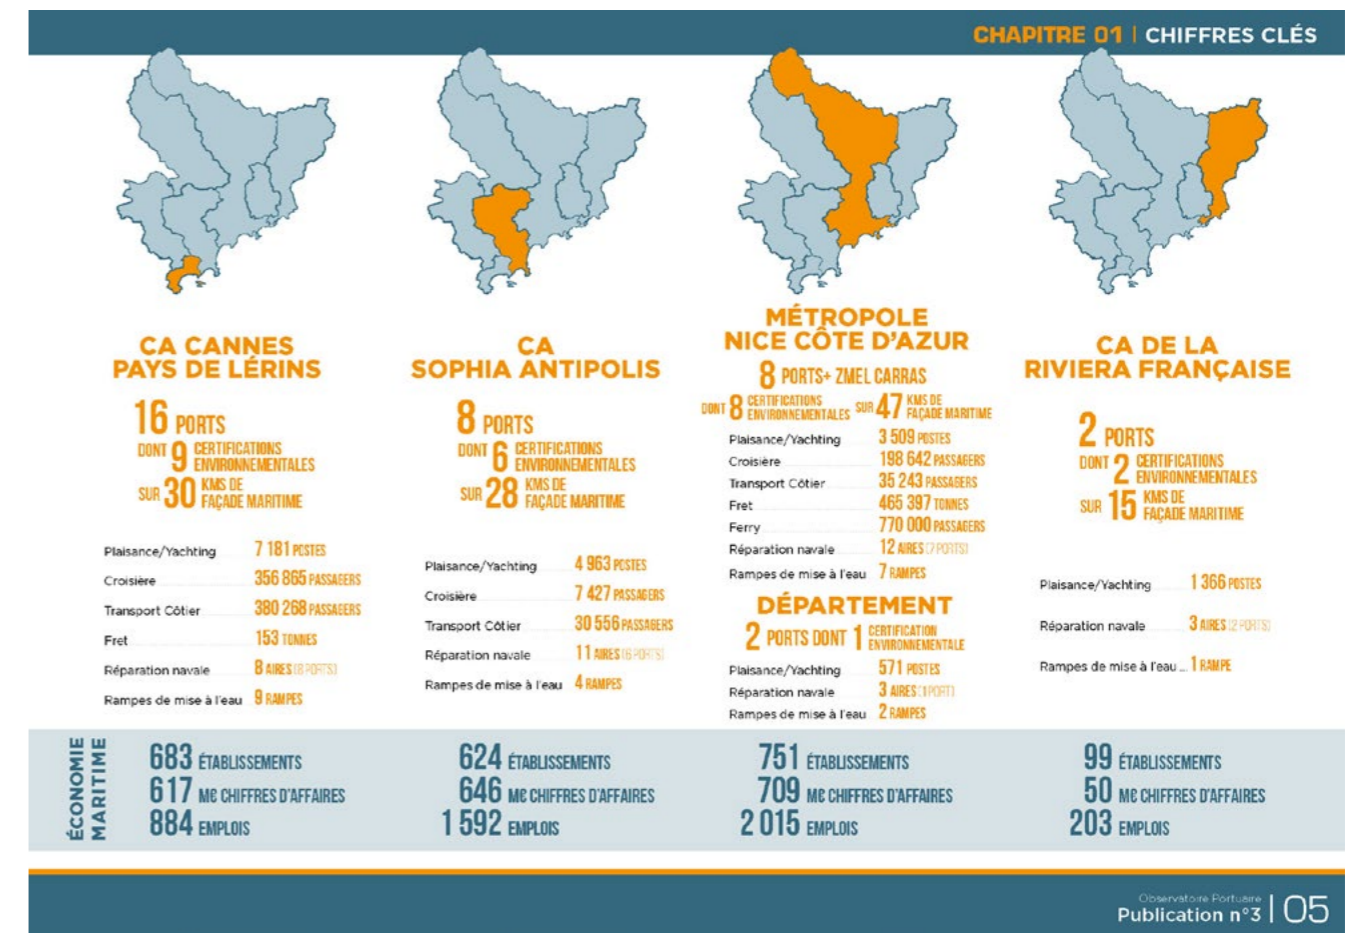 CHAPITRE 01 | CHIFFRES CLÉS
CA CANNES
PAYS DE LÉRINS
16 PORTS
DONT 9 CERTIFICATIONS
ENVIRONNEMENTALES
SUR 30 KMS DE
FAÇADE MARITIME
Plaisance/Yachting 7 181 POSTES
Croisière 356 865 PASSAGERS
Transport Côtier 380 268 PASSAGERS
Fret 153 TONNES
Réparation navale 8 AIRES (8 PORTS)
Rampes de mise à l'eau 9 RAMPES
CA
SOPHIA ANTIPOLIS
8 PORTS
DONT 6 CERTIFICATIONS
ENVIRONNEMENTALES
SUR 28 KMS DE
FAÇADE MARITIME
Plaisance/Yachting 4 963 POSTES
Croisière 7 427 PASSAGERS
Transport Côtier 30 556 PASSAGERS
Réparation navale 11 AIRES (6 PORTS)
Rampes de mise à l'eau 4 RAMPES
MÉTROPOLE
NICE CÔTE D'AZUR
8 PORTS+ ZMEL CARRAS
DONT 8 CERTIFICATIONS
ENVIRONNEMENTALES
SUR 47 KMS DE
FAÇADE MARITIME
Plaisance/Yachting 3 509 POSTES
Croisière 198 642 PASSAGERS
Transport Côtier 35 243 PASSAGERS
Fret 465 397 TONNES
Ferry 770 000 PASSAGERS
Réparation navale 12 AIRES (7 PORTS)
Rampes de mise à l'eau 7 RAMPES
DÉPARTEMENT
2 PORTS DONT 1 CERTIFICATION
ENVIRONNEMENTALE
Plaisance/Yachting 571 POSTES
Réparation navale 3 AIRES (1 PORT)
Rampes de mise à l'eau 2 RAMPES
CA DE LA
RIVIERA FRANÇAISE
2 PORTS
DONT 2 CERTIFICATIONS
ENVIRONNEMENTALES
SUR 15 KMS DE
FAÇADE MARITIME
Plaisance/Yachting 1 366 POSTES
Réparation navale 3 AIRES (2 PORTS)
Rampes de mise à l'eau ... 1 RAMPE
ÉCONOMIE
MARITIME
683 ÉTABLISSEMENTS
617 M€ CHIFFRES D'AFFAIRES
884 EMPLOIS
624 ÉTABLISSEMENTS
646 M€ CHIFFRES D'AFFAIRES
1 592 EMPLOIS
751 ÉTABLISSEMENTS
709 M€ CHIFFRES D'AFFAIRES
2 015 EMPLOIS
99 ÉTABLISSEMENTS
50 M€ CHIFFRES D'AFFAIRES
203 EMPLOIS
Observatoire Portuaire
Publication n°3 | 05